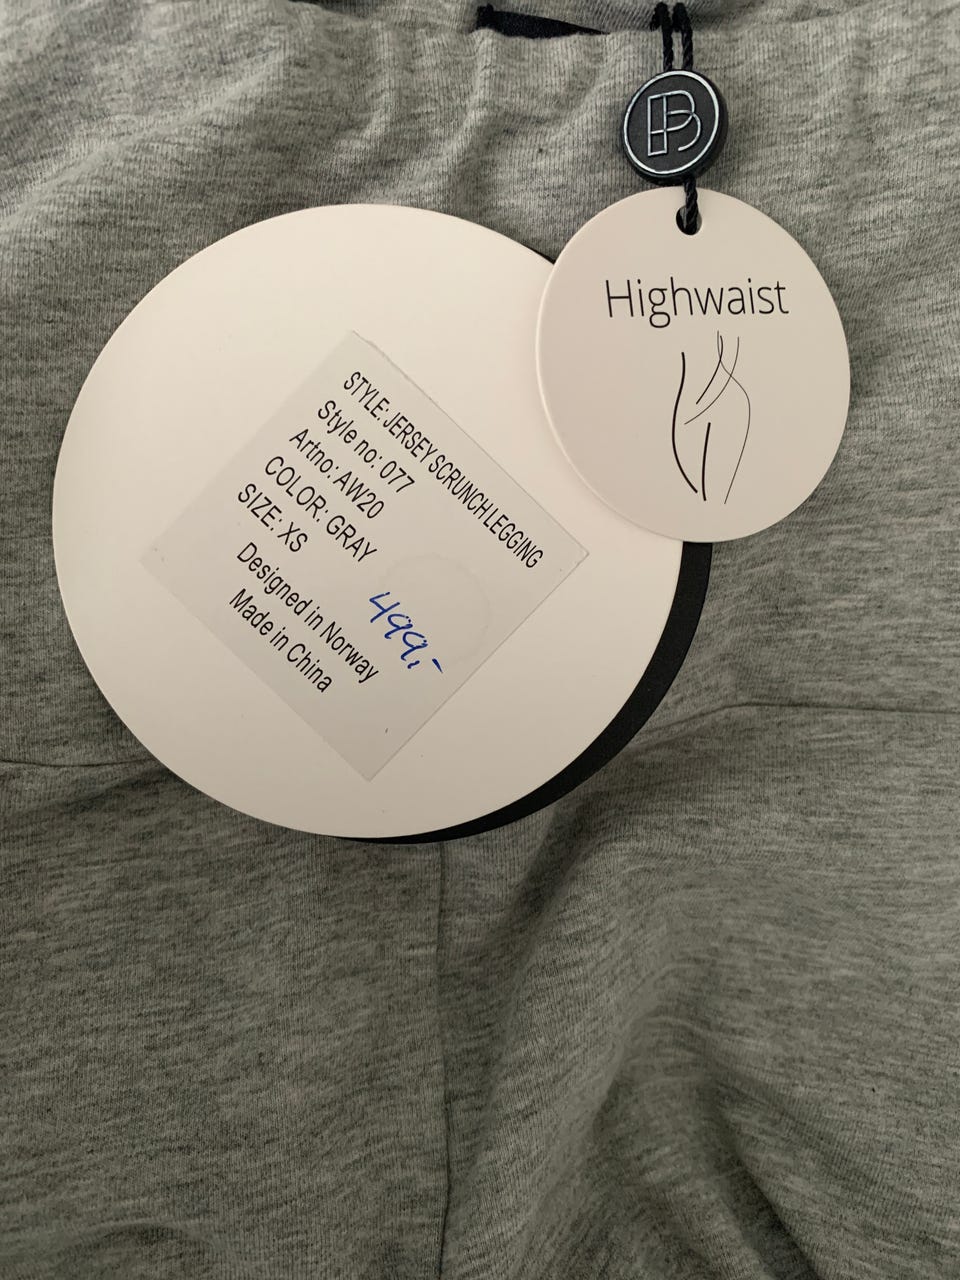 B
Highwaist
STYLE: JERSEY SCRUNCH LEGGING
Style no: 077
Artno: AW20
COLOR: GRAY
SIZE: XS
499,-
Designed in Norway
Made in China